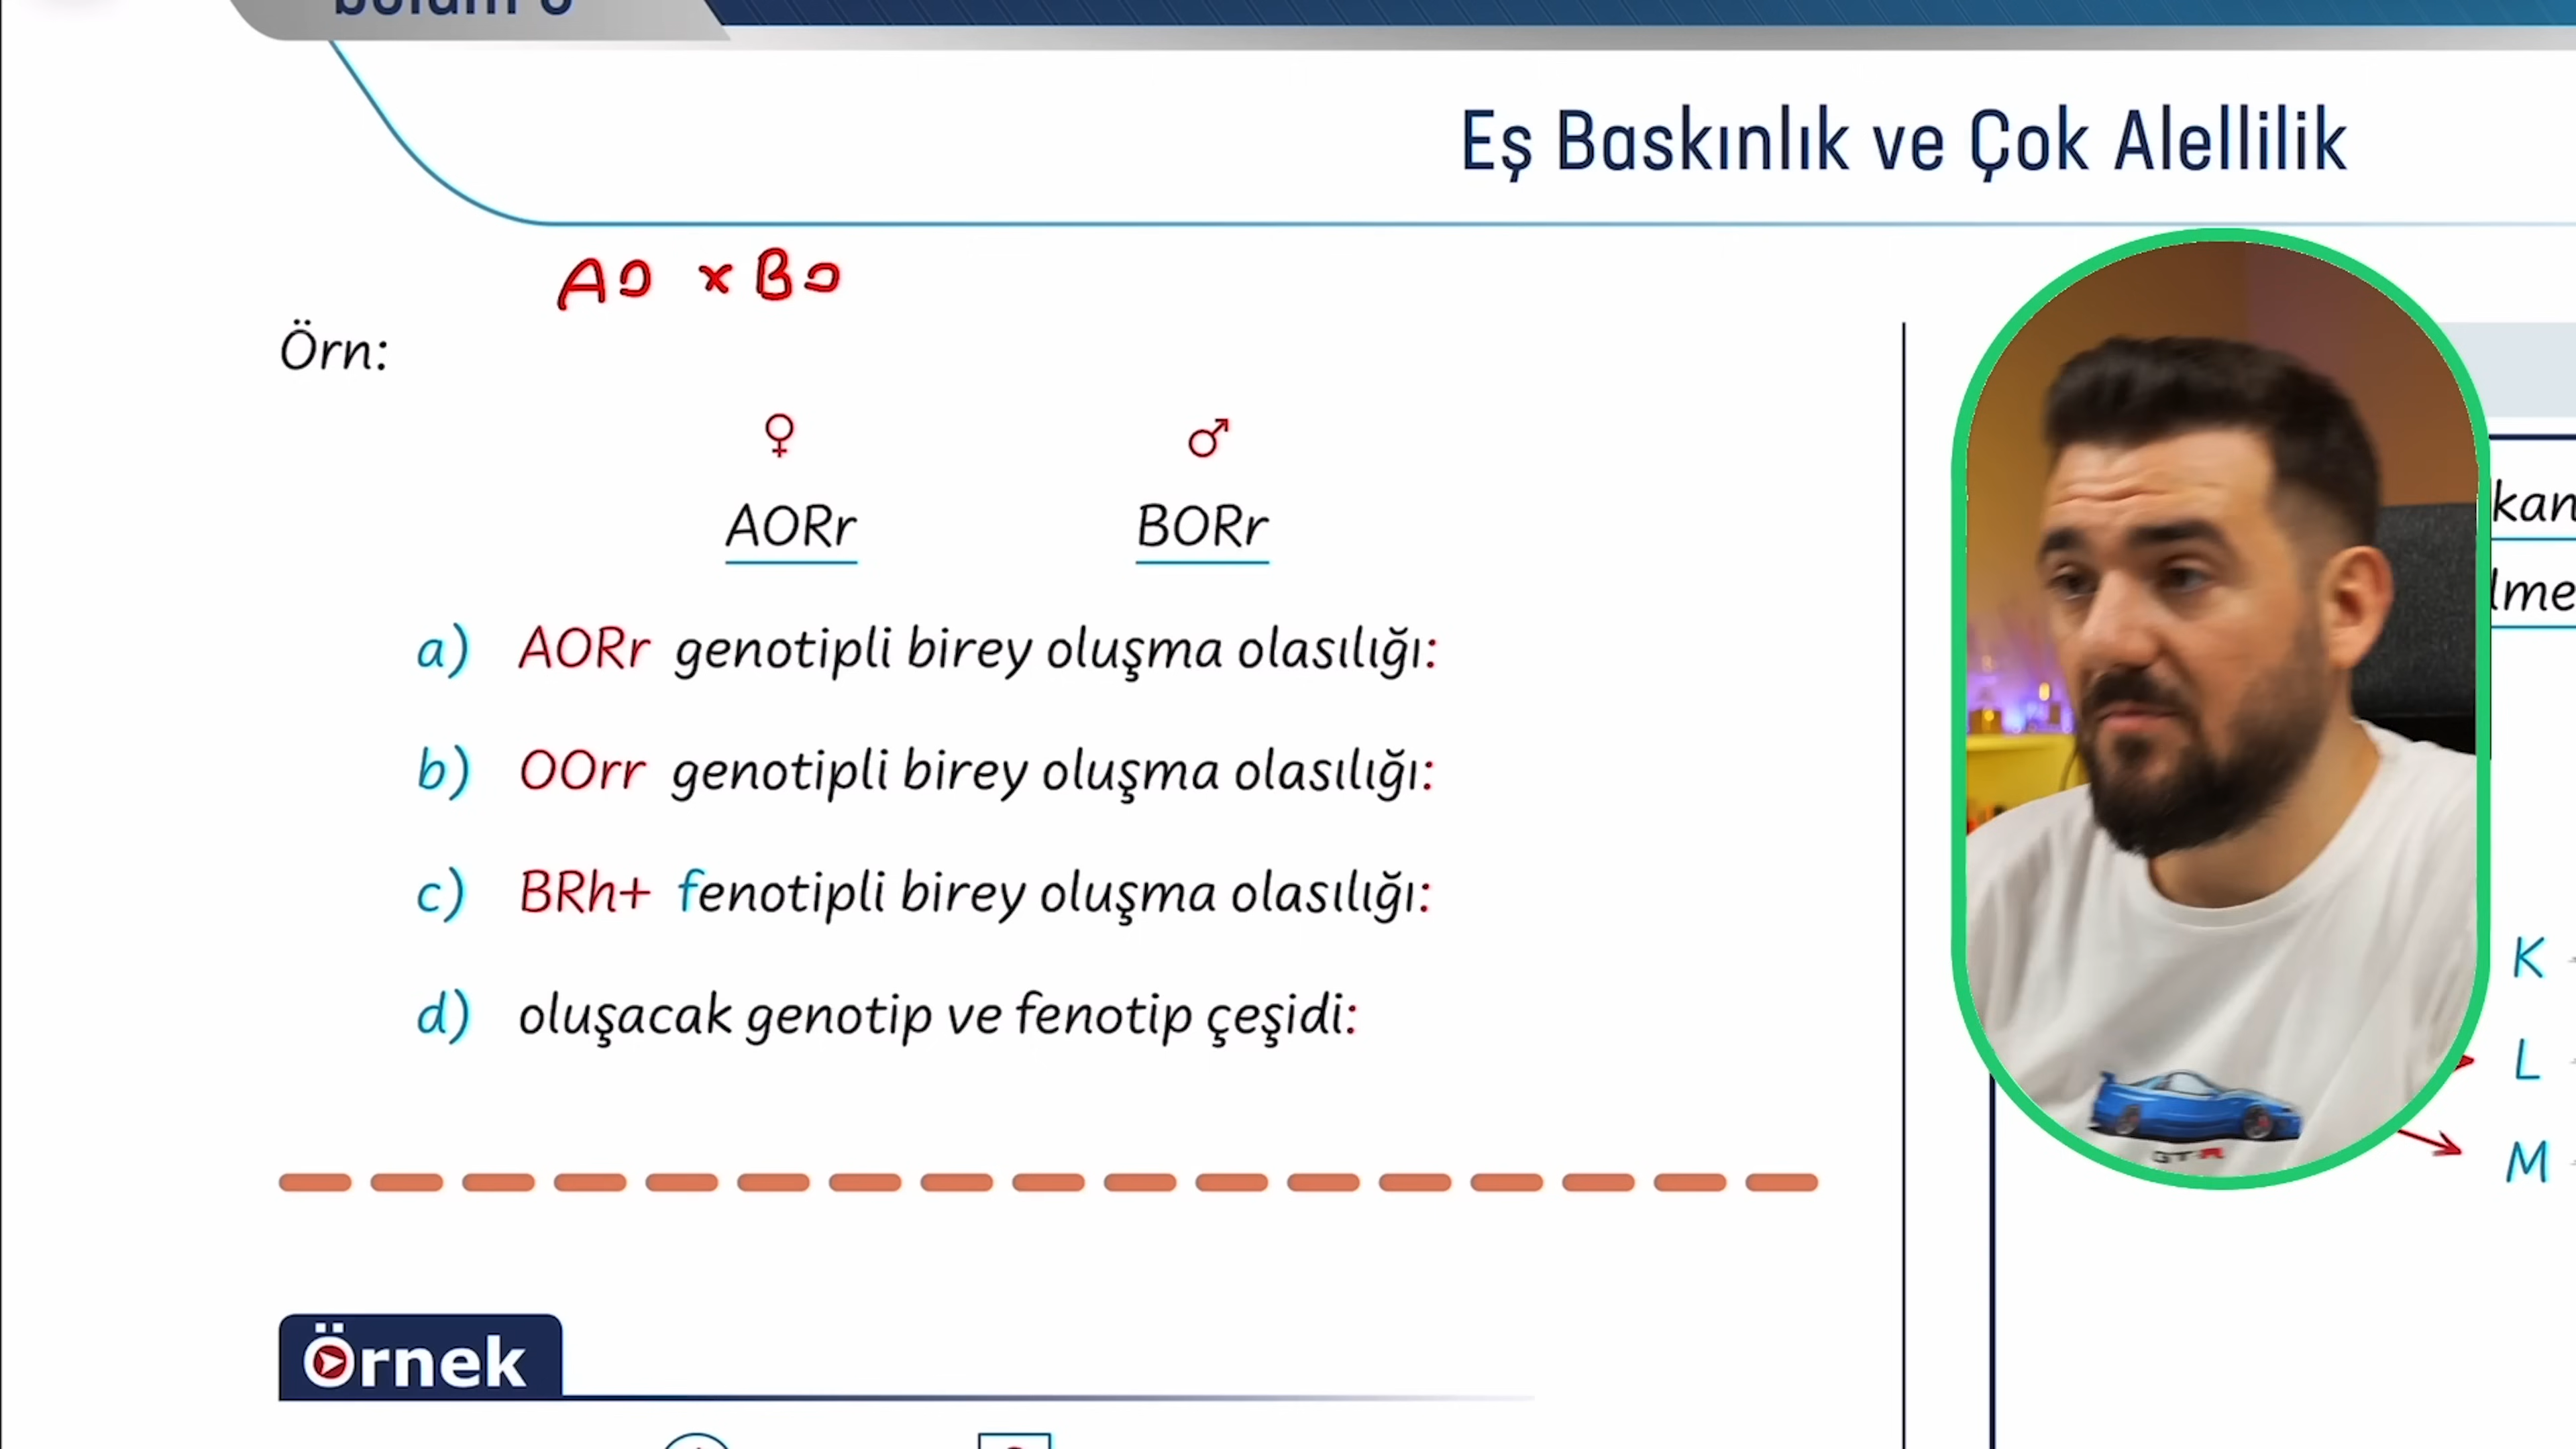 Eş Baskınlık ve Çok Alellilik
AO x BO
Örn:
♀ ♂
AORr BORr
a) AORr genotipli birey oluşma olasılığı:
b) OOrr genotipli birey oluşma olasılığı:
c) BRh+ fenotipli birey oluşma olasılığı:
d) oluşacak genotip ve fenotip çeşidi:
Örnek
K
L
M
GT-R